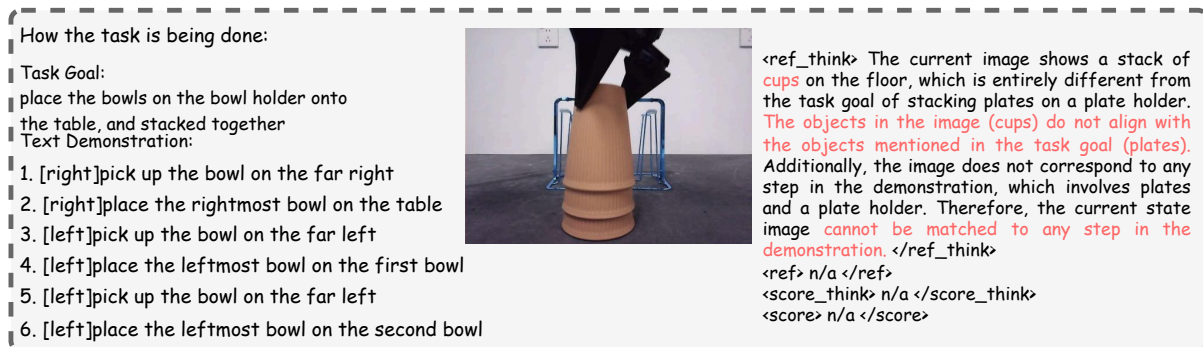 How the task is being done:
Task Goal:
place the bowls on the bowl holder onto
the table, and stacked together
Text Demonstration:
1. [right]pick up the bowl on the far right
2. [right]place the rightmost bowl on the table
3. [left]pick up the bowl on the far left
4. [left]place the leftmost bowl on the first bowl
5. [left]pick up the bowl on the far left
6. [left]place the leftmost bowl on the second bowl
<ref_think> The current image shows a stack of
cups on the floor, which is entirely different from
the task goal of stacking plates on a plate holder.
The objects in the image (cups) do not align with
the objects mentioned in the task goal (plates).
Additionally, the image does not correspond to any
step in the demonstration, which involves plates
and a plate holder. Therefore, the current state
image cannot be matched to any step in the
demonstration. </ref_think>
<ref> n/a </ref>
<score_think> n/a </score_think>
<score> n/a </score>